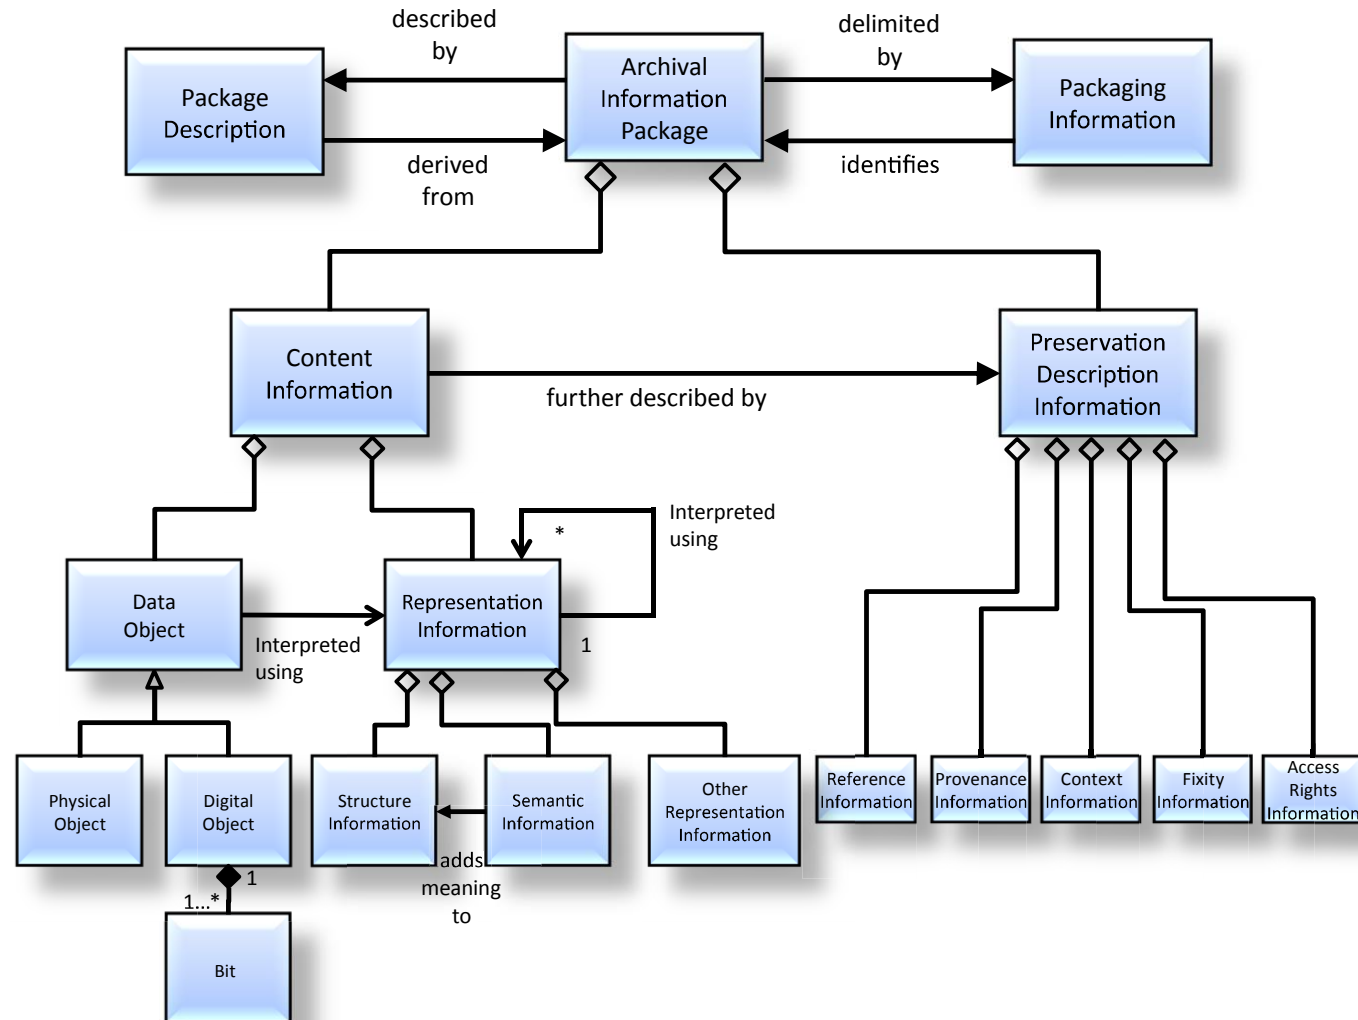 described
by
delimited
by
Package
Description
Archival
Information
Package
Packaging
Information
derived
from
identifies
Content
Information
further described by
Preservation
Description
Information
*
Interpreted
using
Data
Object
Interpreted
using
Representation
Information
1
Physical
Object
Digital
Object
Structure
Information
Semantic
Information
adds
meaning
to
Other
Representation
Information
Reference
Information
Provenance
Information
Context
Information
Fixity
Information
Access
Rights
Information
1
1...*
Bit